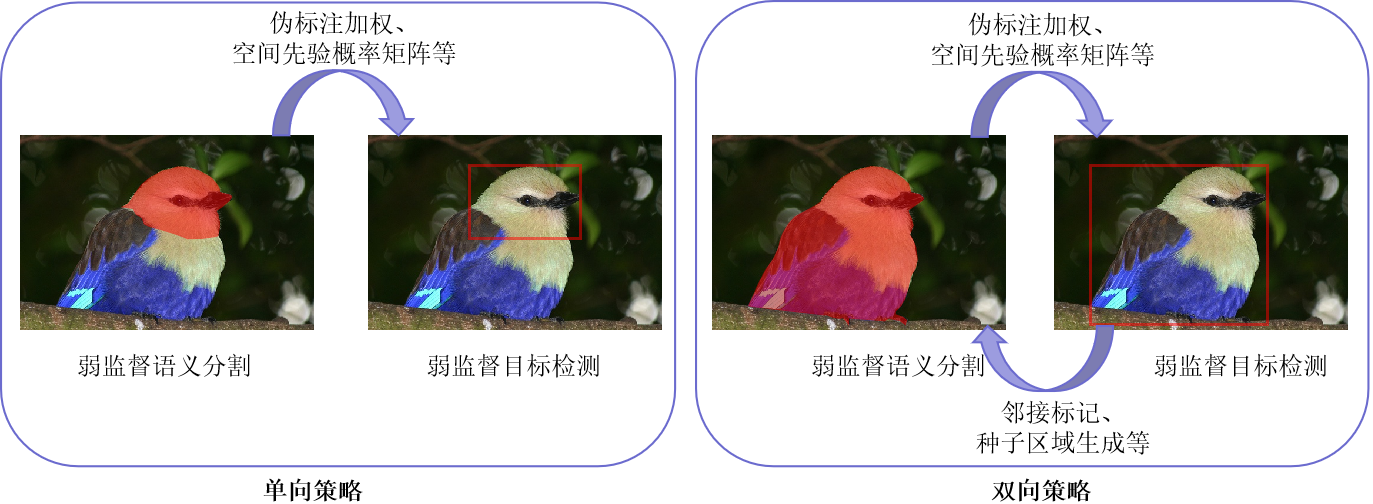 伪标注加权、
空间先验概率矩阵等
弱监督语义分割
弱监督目标检测
单向策略
伪标注加权、
空间先验概率矩阵等
弱监督语义分割
弱监督目标检测
邻接标记、
种子区域生成等
双向策略